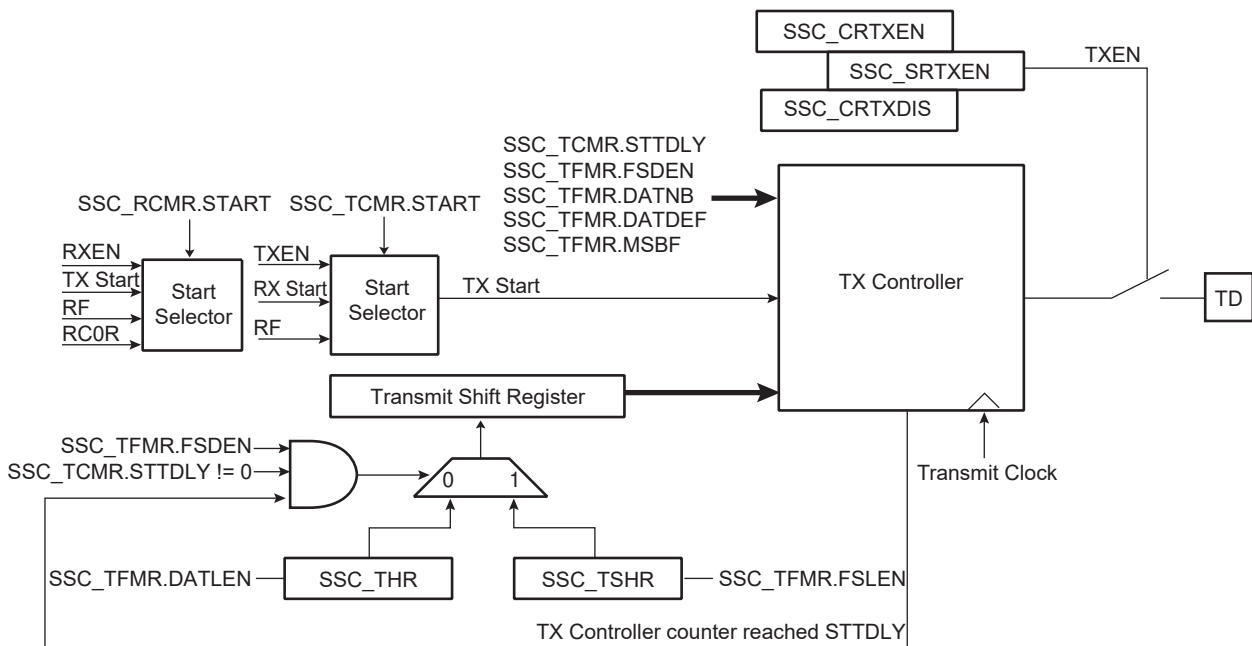 SSC_CRTXEN
SSC_SRTXEN
SSC_CRTXDIS
TXEN
SSC_TCMR.STTDLY
SSC_TFMR.FSDEN
SSC_TFMR.DATNB
SSC_TFMR.DATDEF
SSC_TFMR.MSBF
SSC_RCMR.START
SSC_TCMR.START
RXEN
TX Start
RF
RC0R
Start
Selector
TXEN
RX Start
RF
Start
Selector
TX Start
TX Controller
TD
Transmit Shift Register
SSC_TFMR.FSDEN
SSC_TCMR.STTDLY != 0
0
1
Transmit Clock
SSC_TFMR.DATLEN
SSC_THR
SSC_TSHR
SSC_TFMR.FSLEN
TX Controller counter reached STTDLY